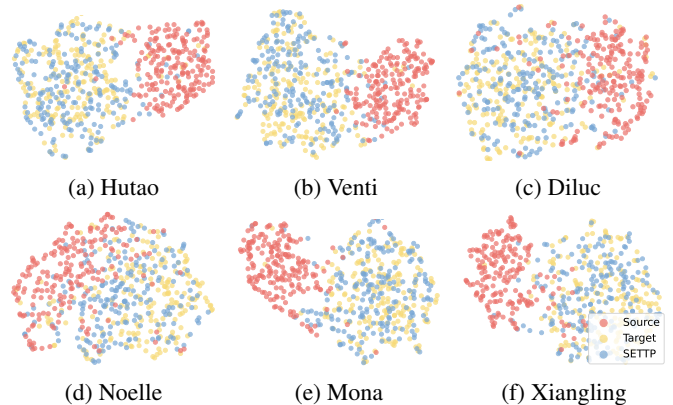 (a) Hutao
(b) Venti
(c) Diluc
(d) Noelle
(e) Mona
(f) Xiangling
Source
Target
SETTP